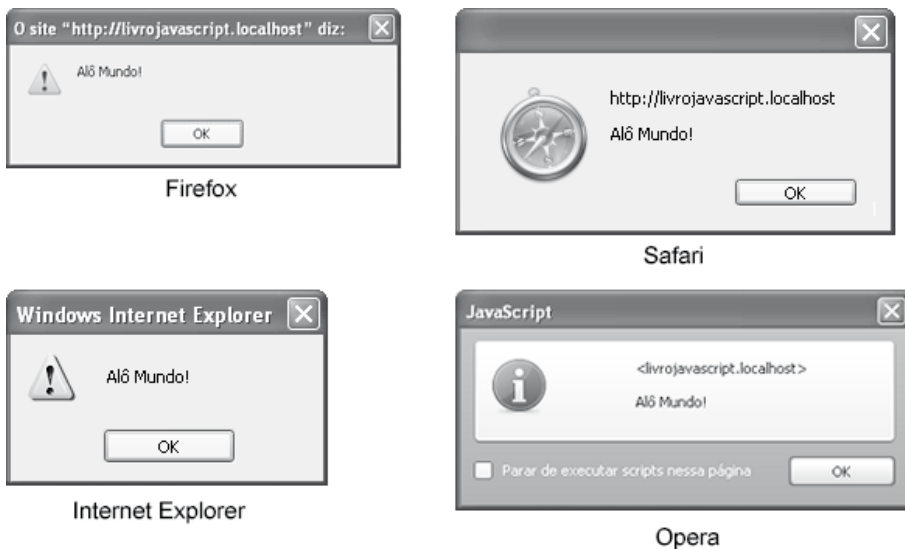 O site "http://livrojavascript.localhost" diz:
Alô Mundo!
OK
Firefox
http://livrojavascript.localhost
Alô Mundo!
OK
Safari
Windows Internet Explorer
Alô Mundo!
OK
Internet Explorer
JavaScript
<livrojavascript.localhost>
Alô Mundo!
Parar de executar scripts nessa página
OK
Opera